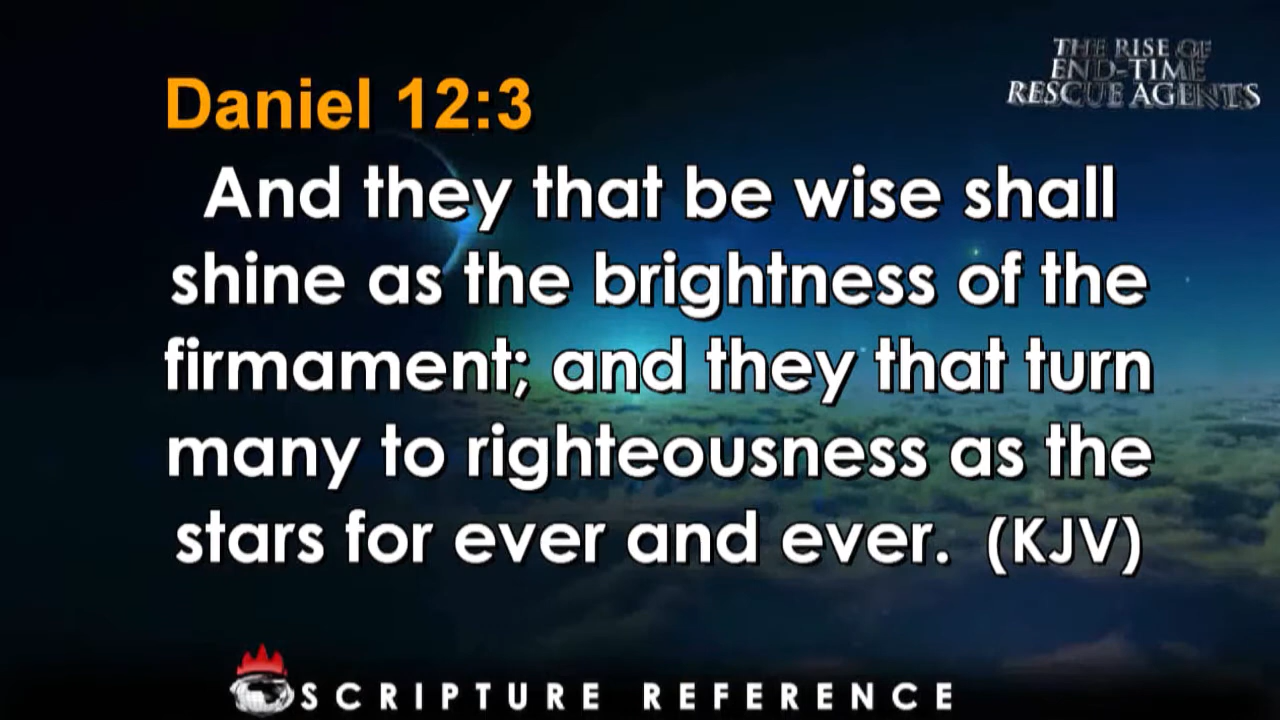 THE RISE OF
END-TIME
RESCUE AGENTS
Daniel 12:3
And they that be wise shall
shine as the brightness of the
firmament; and they that turn
many to righteousness as the
stars for ever and ever. (KJV)
SCRIPTURE REFERENCE